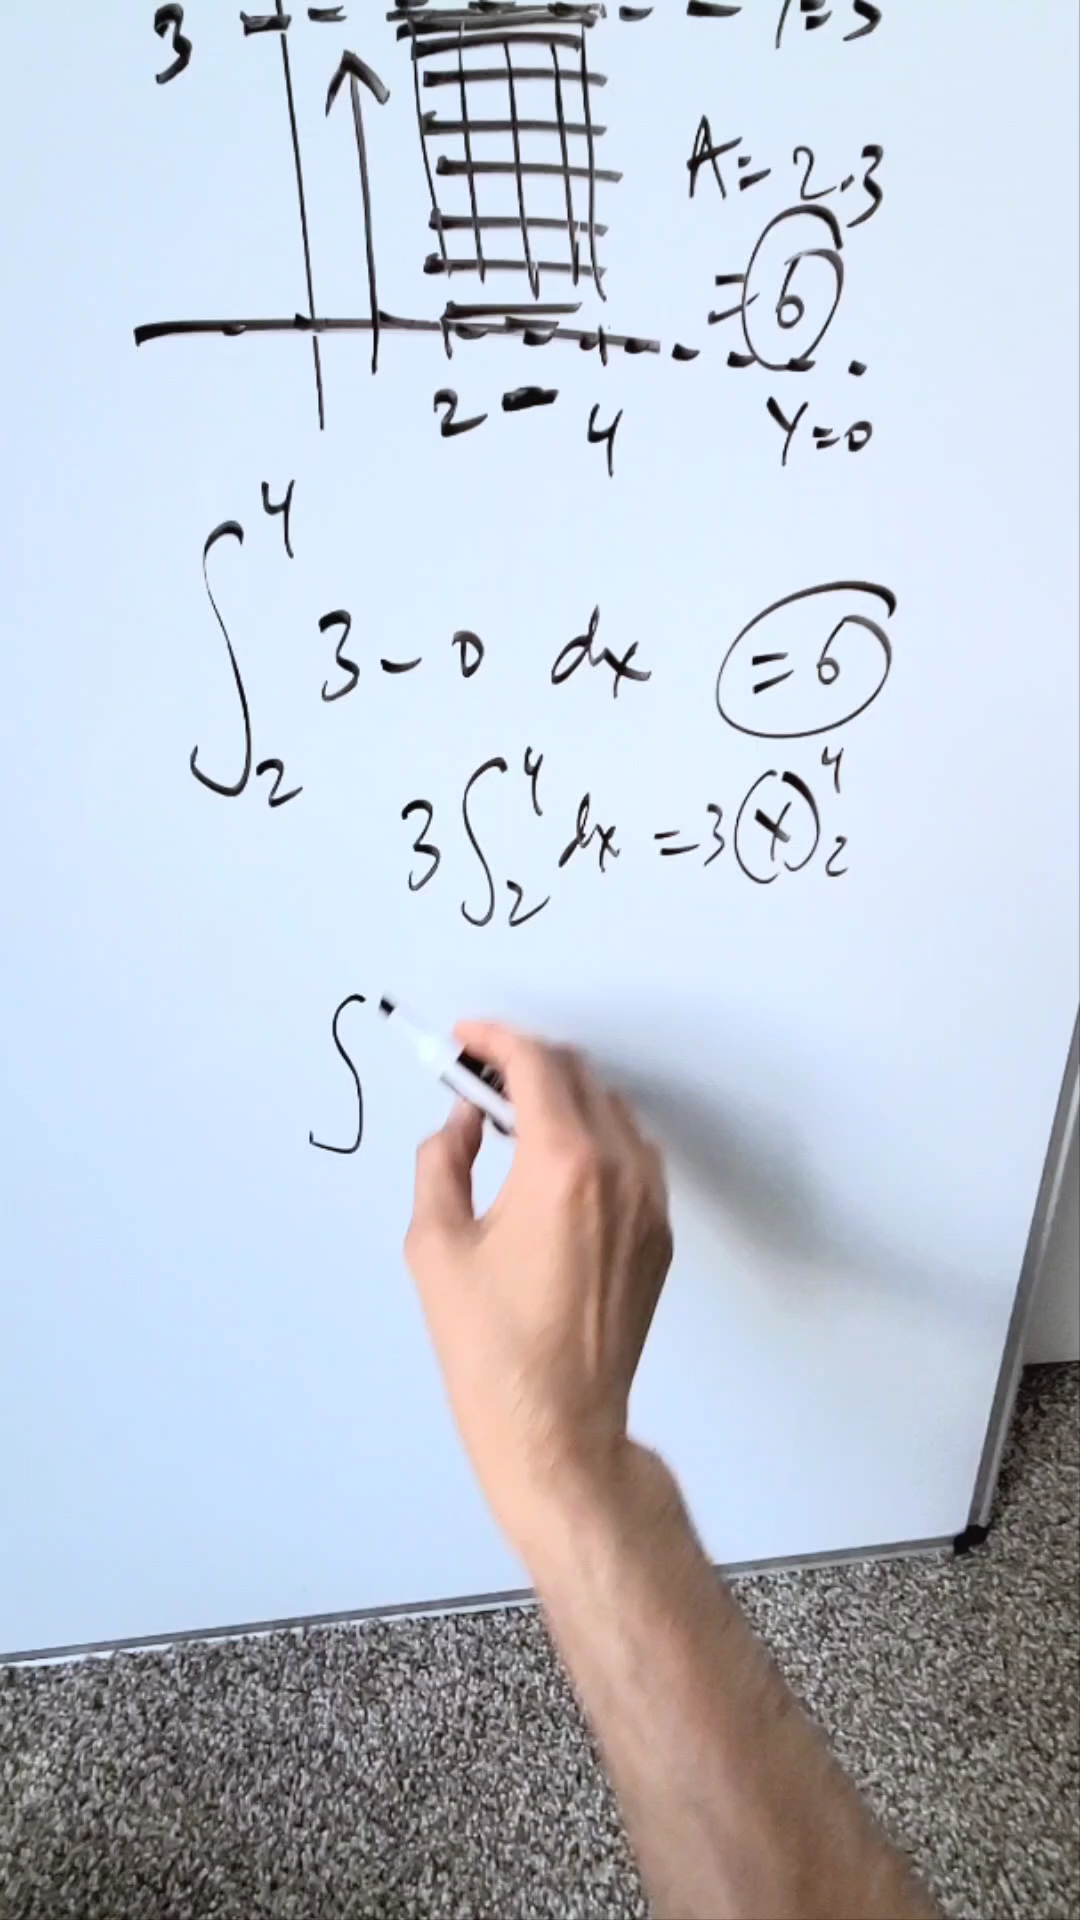 3
A=2.3
=6
2-4
Y=0
∫₂⁴ 3-0 dx =6
3∫₂⁴ dx =3(x)₂⁴
∫